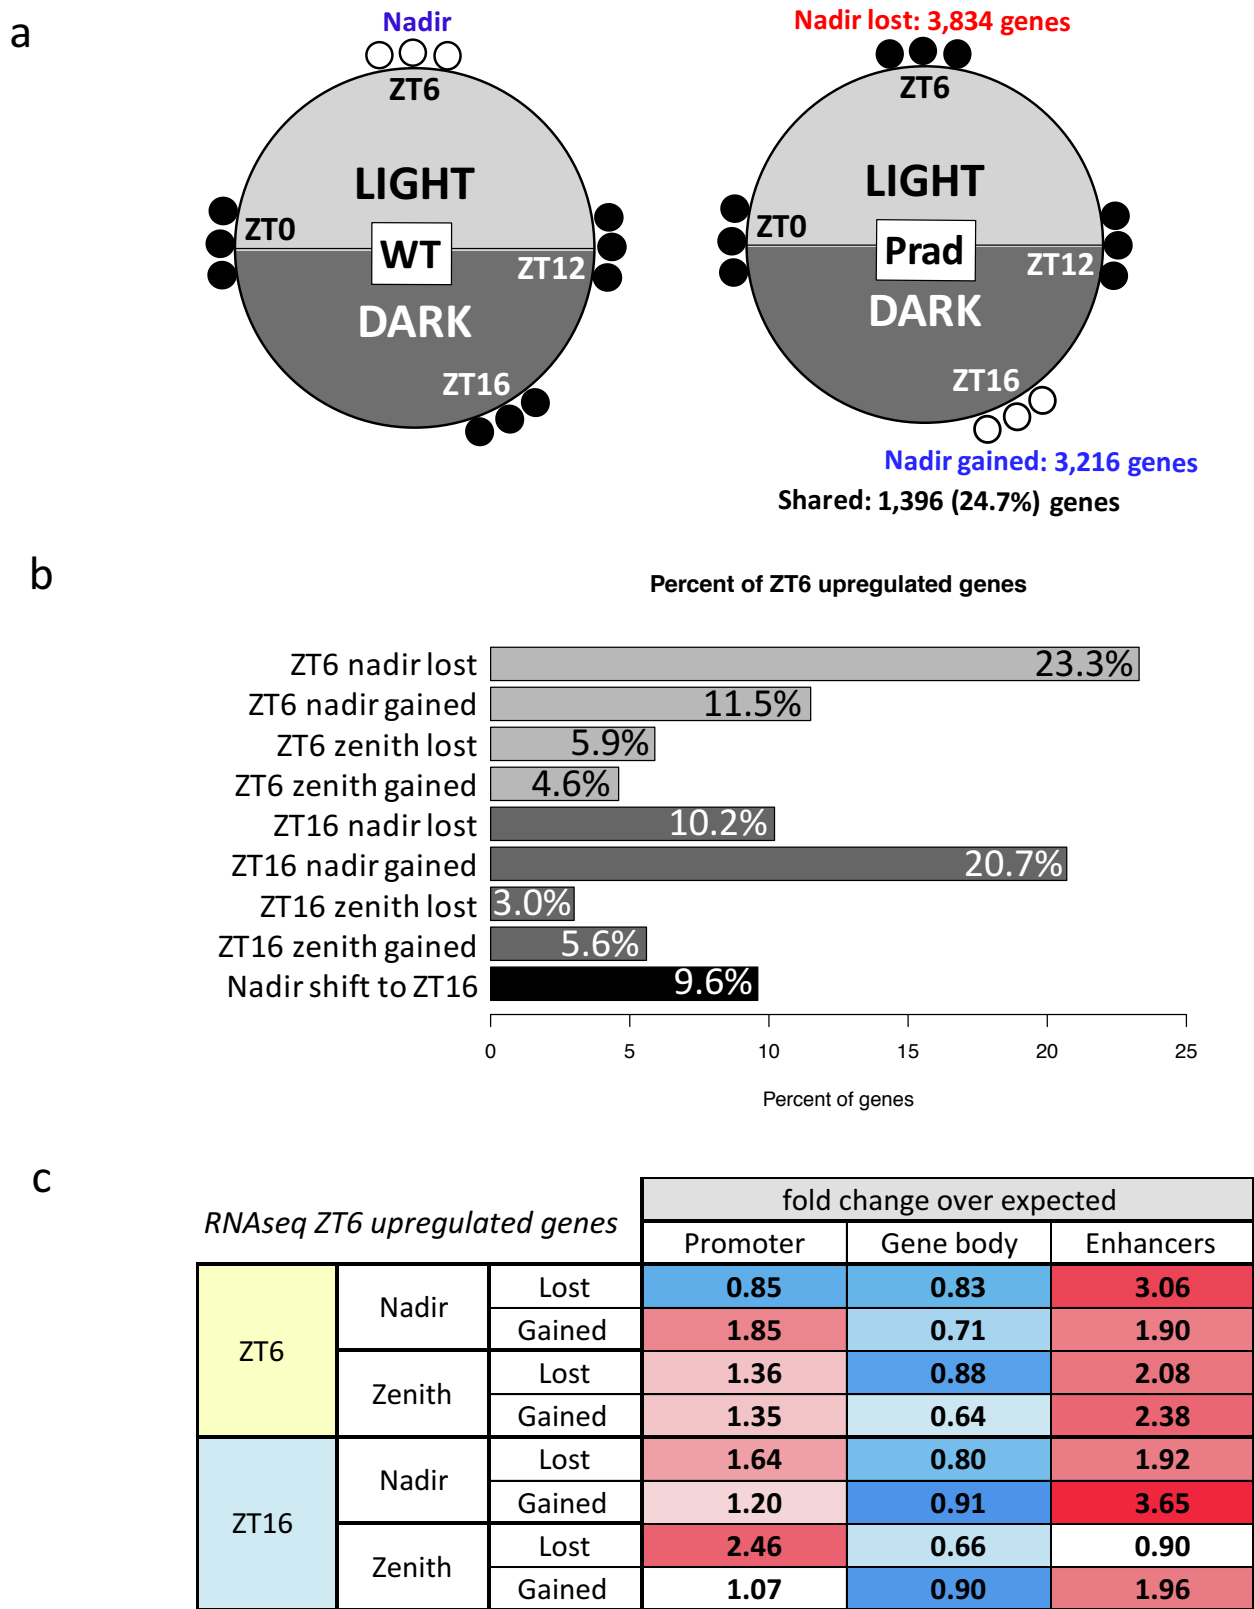 a
Nadir
ZT6
LIGHT
ZT0
WT
ZT12
DARK
ZT16
Nadir lost: 3,834 genes
ZT6
LIGHT
ZT0
Prad
ZT12
DARK
ZT16
Nadir gained: 3,216 genes
Shared: 1,396 (24.7%) genes
b
Percent of ZT6 upregulated genes
ZT6 nadir lost 23.3%
ZT6 nadir gained 11.5%
ZT6 zenith lost 5.9%
ZT6 zenith gained 4.6%
ZT16 nadir lost 10.2%
ZT16 nadir gained 20.7%
ZT16 zenith lost 3.0%
ZT16 zenith gained 5.6%
Nadir shift to ZT16 9.6%
0 5 10 15 20 25
Percent of genes
c
RNAseq ZT6 upregulated genes
fold change over expected
Promoter Gene body Enhancers
ZT6
Nadir
Lost 0.85 0.83 3.06
Gained 1.85 0.71 1.90
Zenith
Lost 1.36 0.88 2.08
Gained 1.35 0.64 2.38
ZT16
Nadir
Lost 1.64 0.80 1.92
Gained 1.20 0.91 3.65
Zenith
Lost 2.46 0.66 0.90
Gained 1.07 0.90 1.96